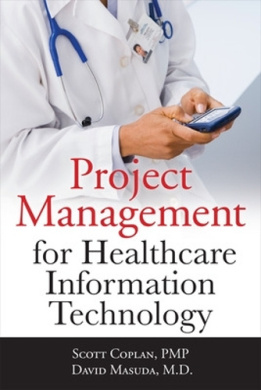 Project
Management
for Healthcare
Information
Technology
Scott Coplan, PMP
David Masuda, M.D.